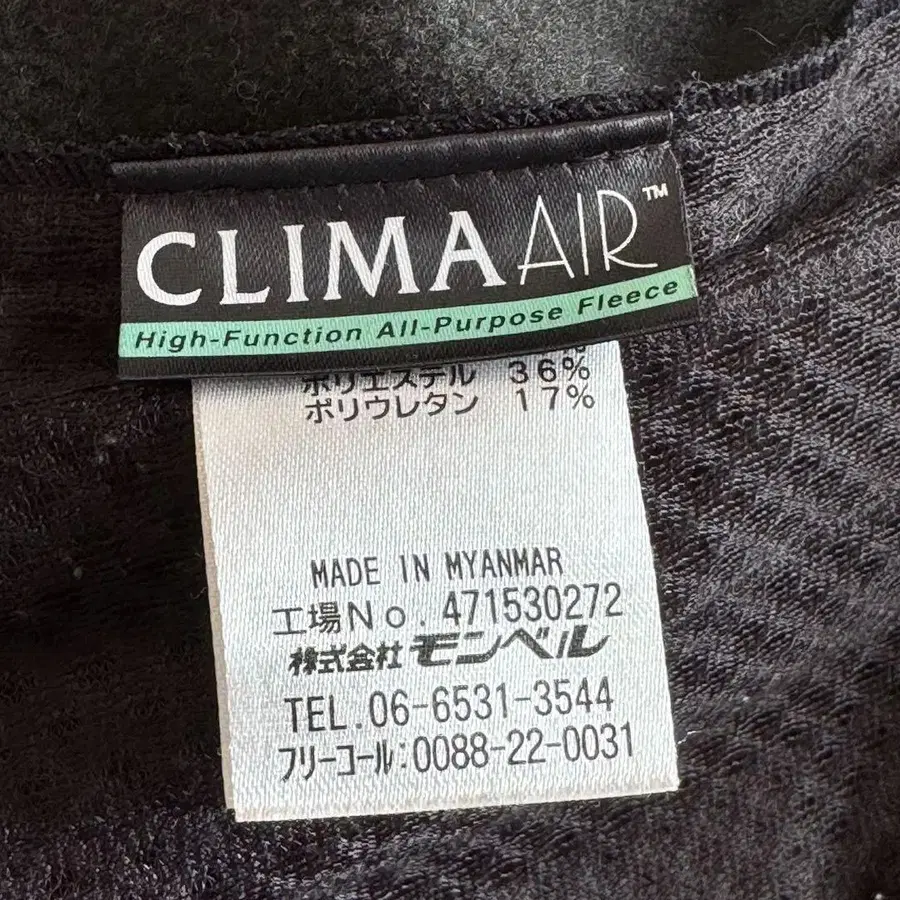 CLIMAAIR™
High-Function All-Purpose Fleece
ポリエステル 36%
ポリウレタン 17%
MADE IN MYANMAR
工場No. 471530272
株式会社 モンベル
TEL.06-6531-3544
フリーコール:0088-22-0031